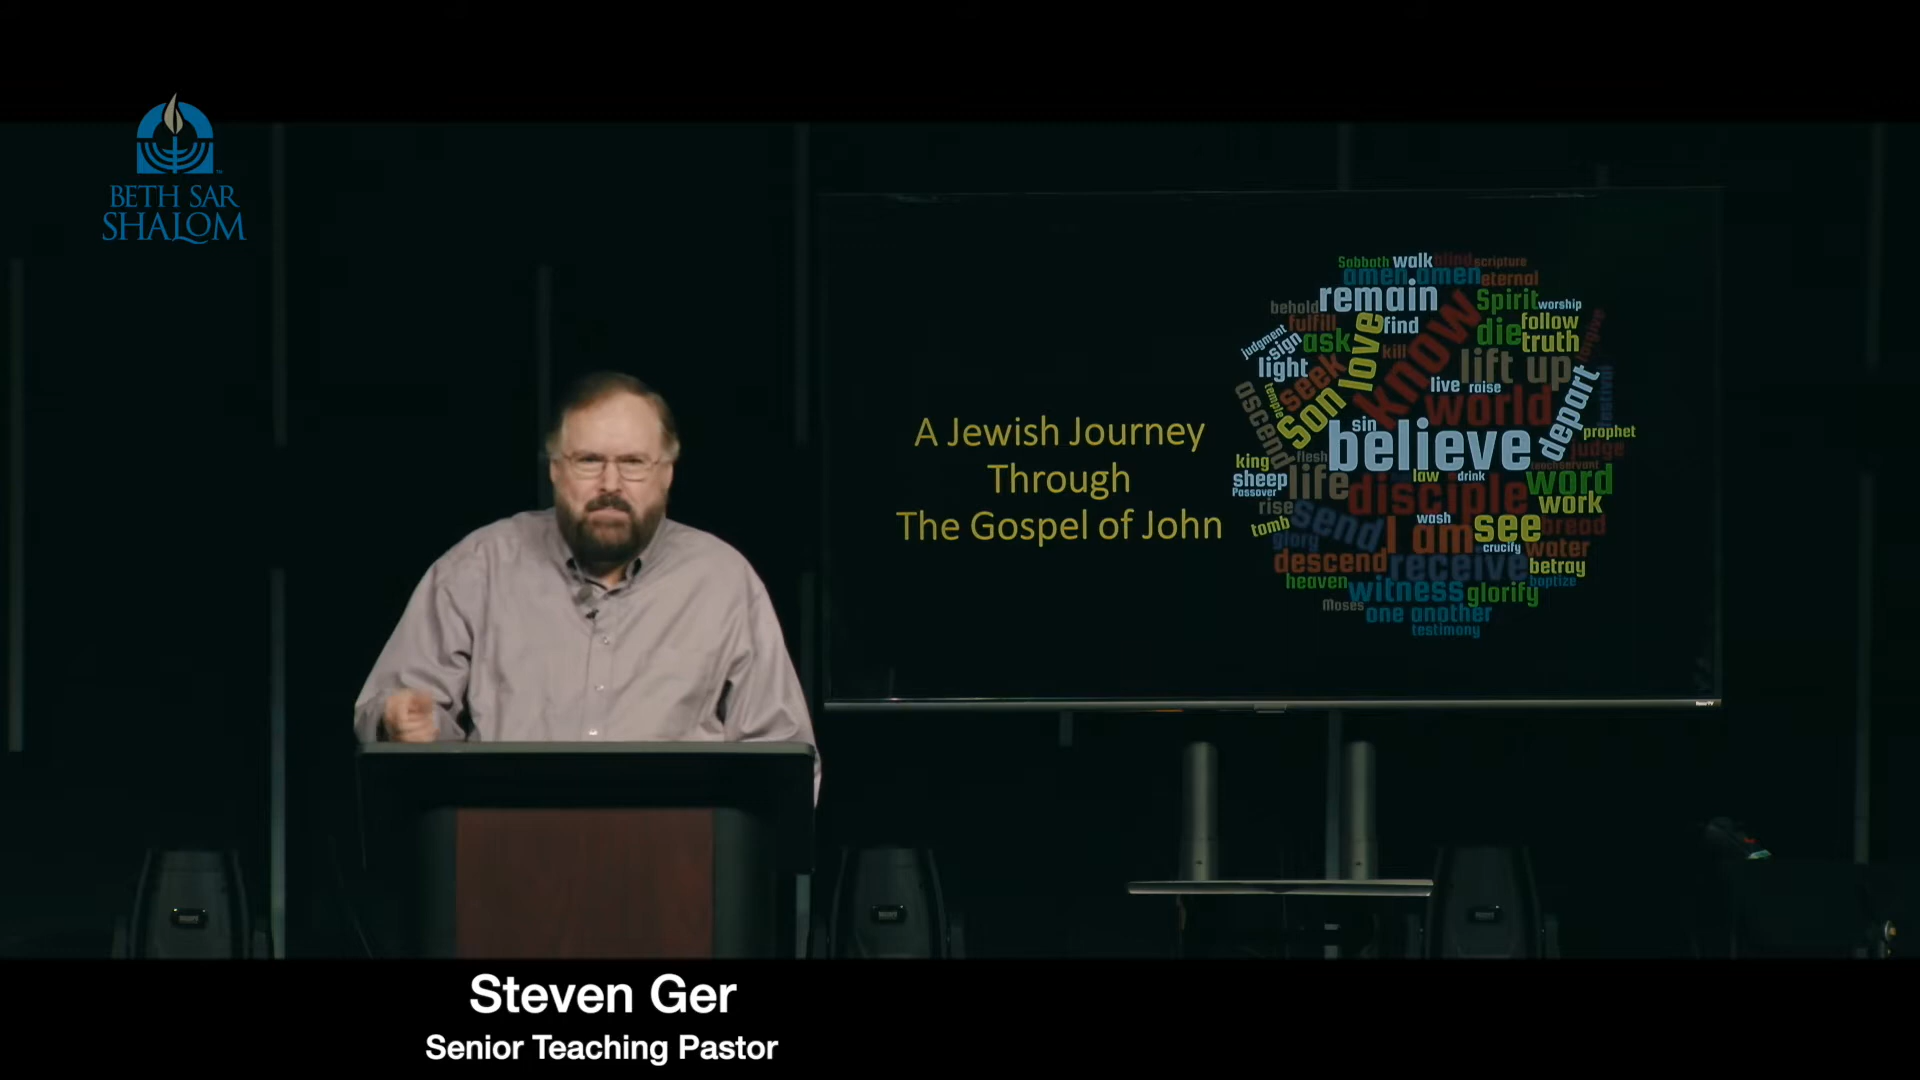 BETH SAR
SHALOM
A Jewish Journey
Through
The Gospel of John
Sabbath walk blind scripture
amen amen eternal
remain know Spirit worship
behold
fulfill love find die follow
judgment sign ask kill truth forgive
light seek lift up
live raise
ascend temple Son world depart festival
sin believe prophet
king flesh judge
sheep life law drink word
Passover disciple work
rise send wash see bread
tomb I am
glory crucify water
descend receive betray
heaven witness glorify baptize
Moses one another
testimony
Steven Ger
Senior Teaching Pastor